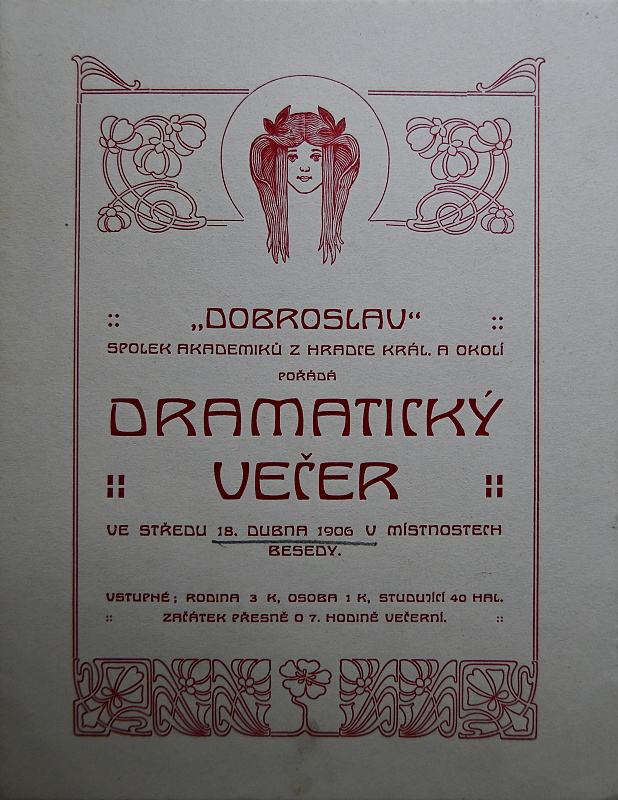 „DOBROSLAV“
SPOLEK AKADEMIKŮ Z HRADCE KRÁL. A OKOLÍ
POŘÁDÁ
DRAMATICKÝ
VEČER
VE STŘEDU 18. DUBNA 1906 V MÍSTNOSTECH
BESEDY.
VSTUPNÉ; RODINA 3 K, OSOBA 1 K, STUDUJÍCÍ 40 HAL.
ZAČÁTEK PŘESNĚ O 7. HODINĚ VEČERNÍ.